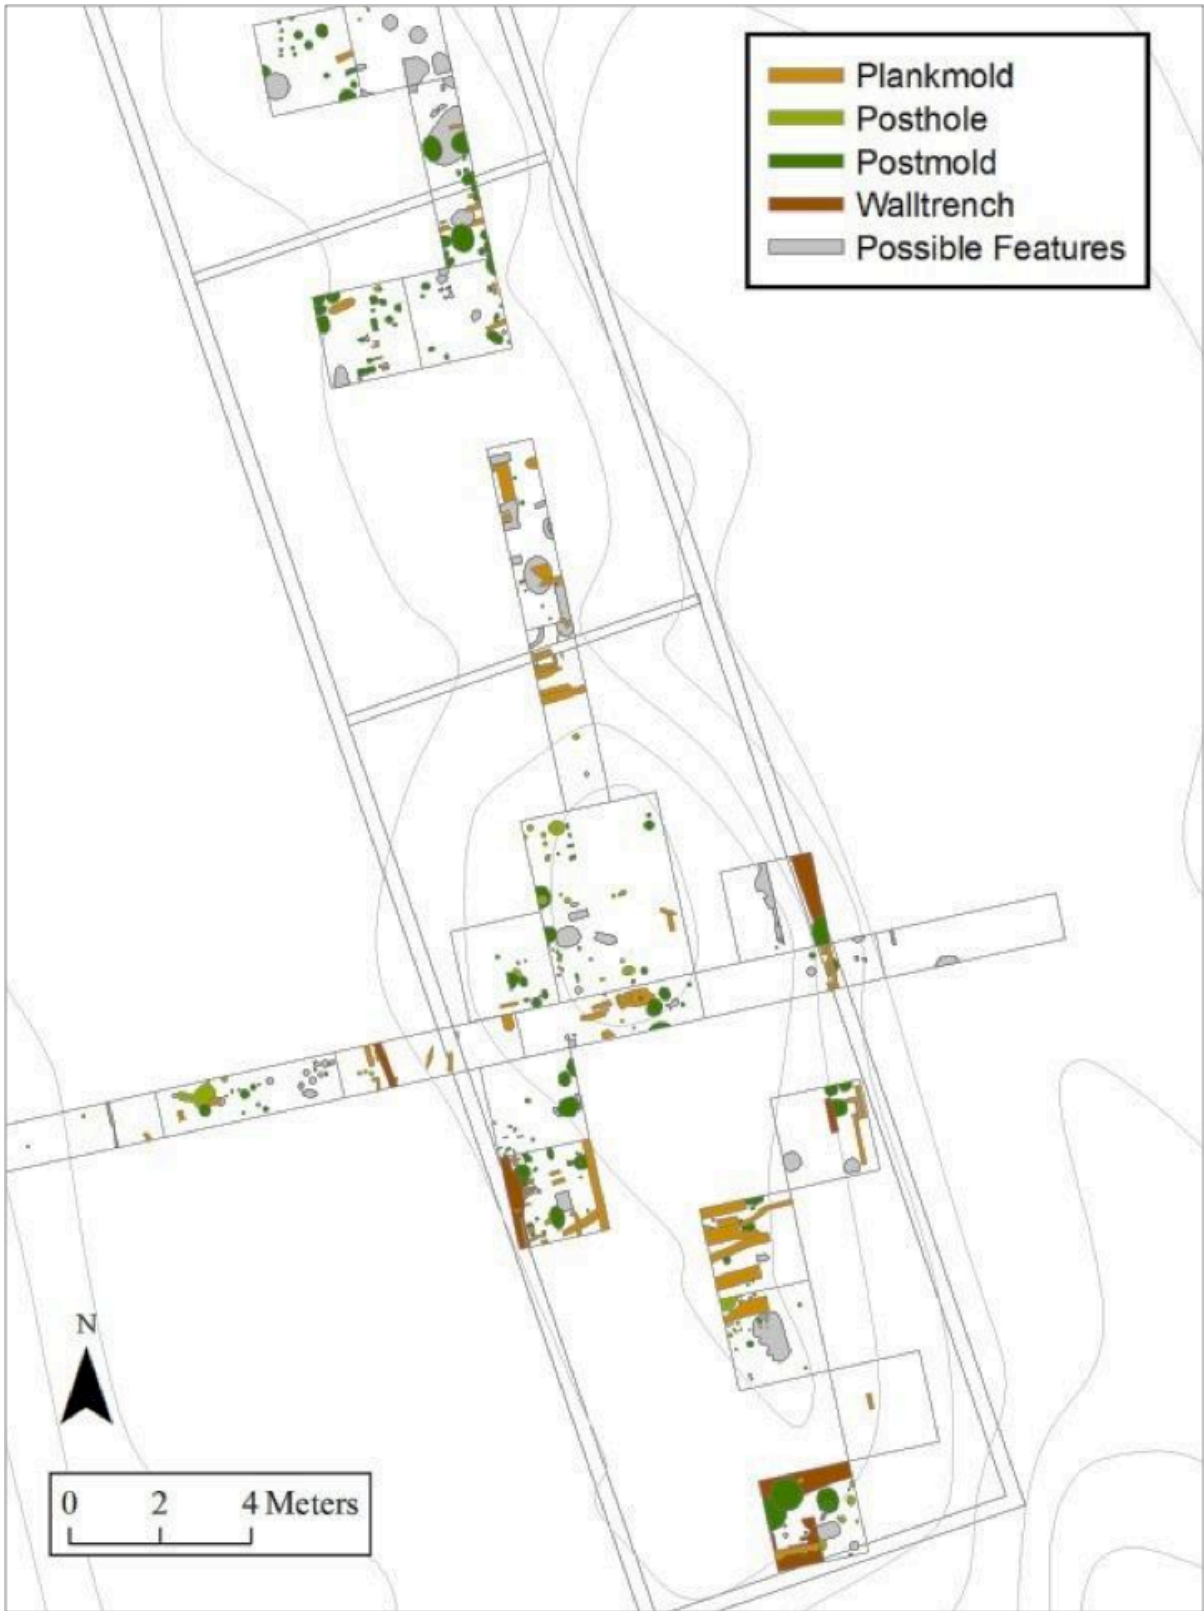 Plankmold
Posthole
Postmold
Walltrench
Possible Features
N
0 2 4 Meters